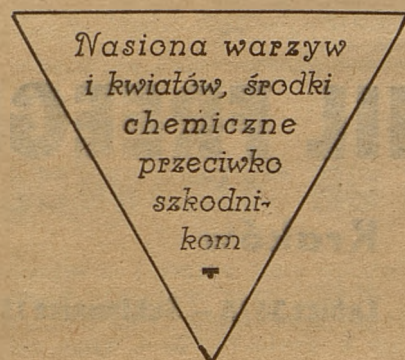 Nasiona warzyw
i kwiatów, środki
chemiczne
przeciwko
szkodni-
kom